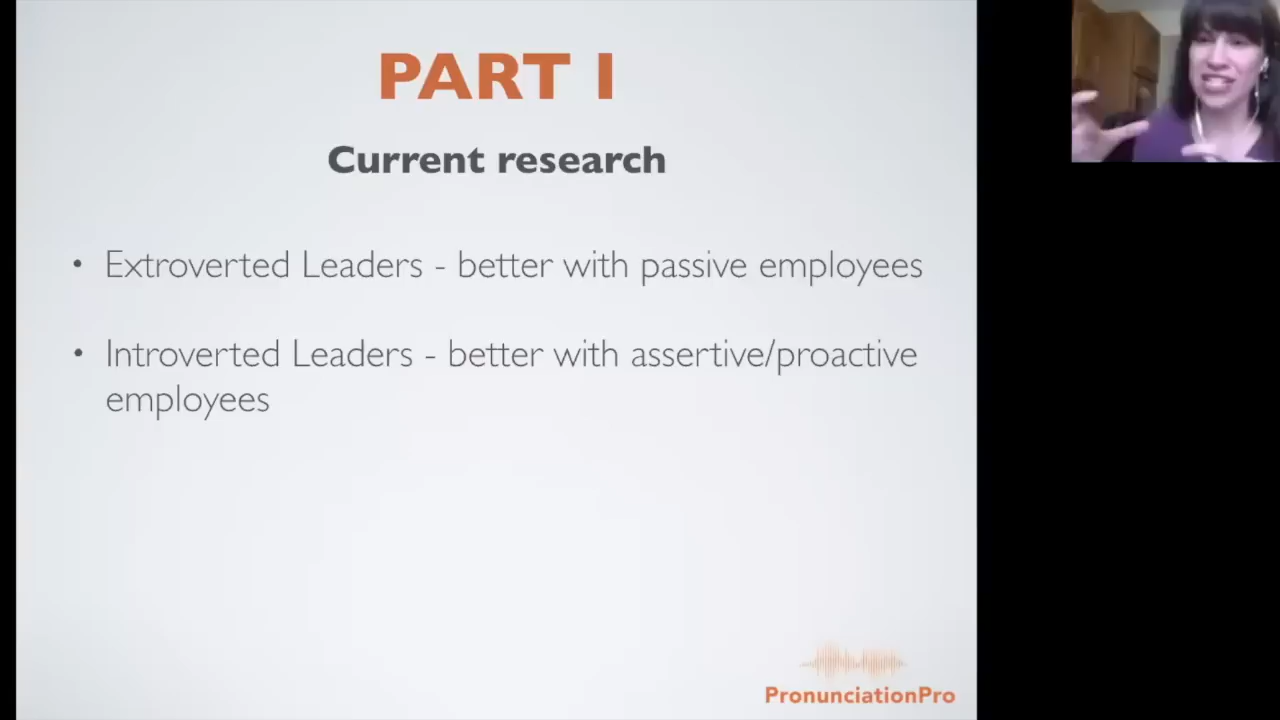 PART I
Current research
• Extroverted Leaders - better with passive employees
• Introverted Leaders - better with assertive/proactive
employees
PronunciationPro